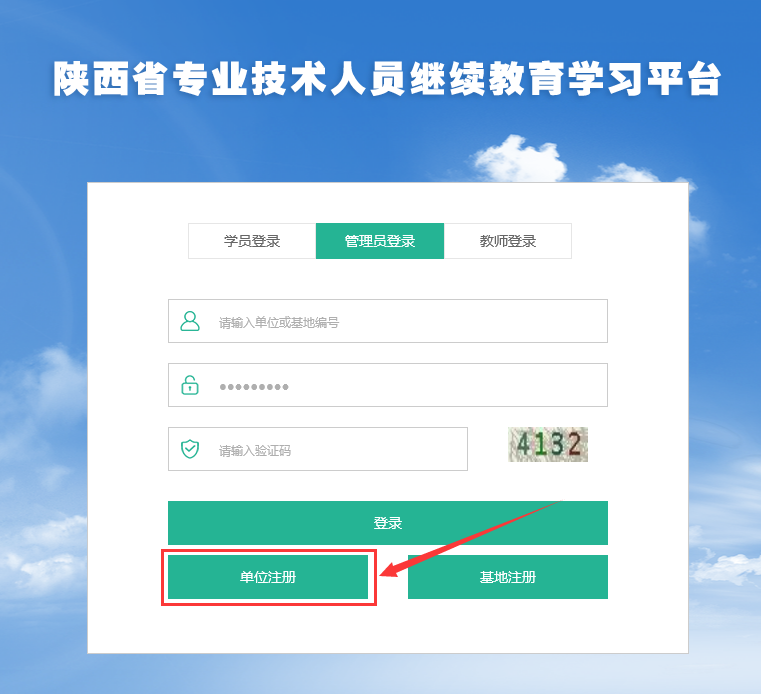 陕西省专业技术人员继续教育学习平台
学员登录 管理员登录 教师登录
请输入单位或基地编号
●●●●●●●●●
请输入验证码 4132
登录
单位注册 基地注册